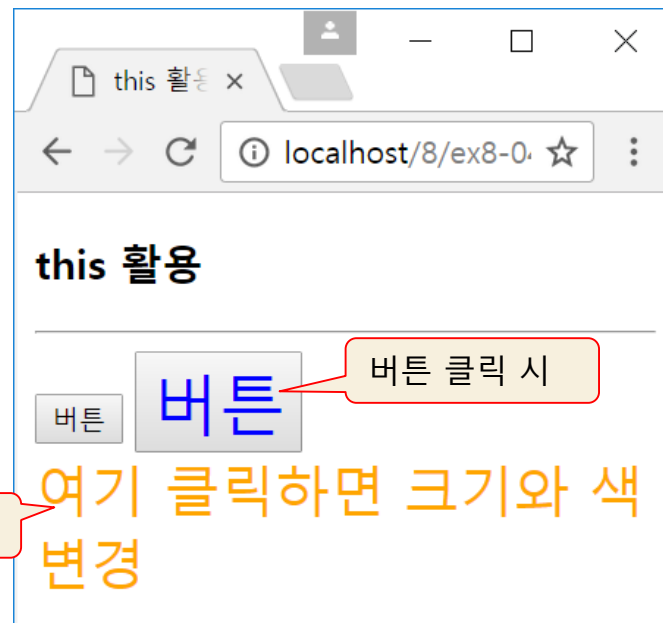 this 활용
localhost/8/ex8-04
this 활용
버튼 버튼 버튼 클릭 시
여기 클릭하면 크기와 색
변경